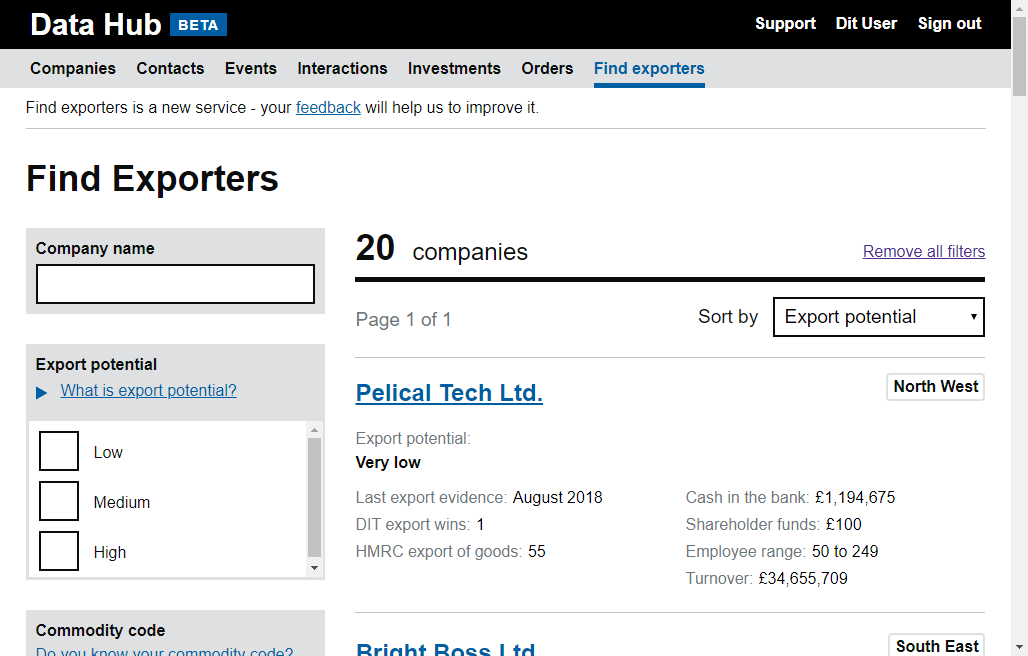 Data Hub BETA Support Dit User Sign out
Companies Contacts Events Interactions Investments Orders Find exporters
Find exporters is a new service - your feedback will help us to improve it.
Find Exporters
Company name
Export potential
What is export potential?
Low
Medium
High
Commodity code
Do you know your commodity code?
20 companies Remove all filters
Page 1 of 1 Sort by Export potential
Pelical Tech Ltd. North West
Export potential:
Very low
Last export evidence: August 2018 Cash in the bank: £1,194,675
DIT export wins: 1 Shareholder funds: £100
HMRC export of goods: 55 Employee range: 50 to 249
Turnover: £34,655,709
Bright Boss Ltd South East